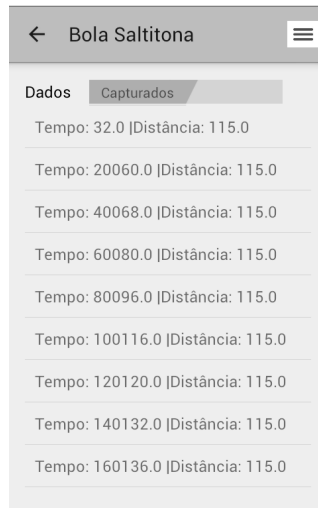 Bola Saltitona
Dados Capturados
Tempo: 32.0 |Distância: 115.0
Tempo: 20060.0 |Distância: 115.0
Tempo: 40068.0 |Distância: 115.0
Tempo: 60080.0 |Distância: 115.0
Tempo: 80096.0 |Distância: 115.0
Tempo: 100116.0 |Distância: 115.0
Tempo: 120120.0 |Distância: 115.0
Tempo: 140132.0 |Distância: 115.0
Tempo: 160136.0 |Distância: 115.0